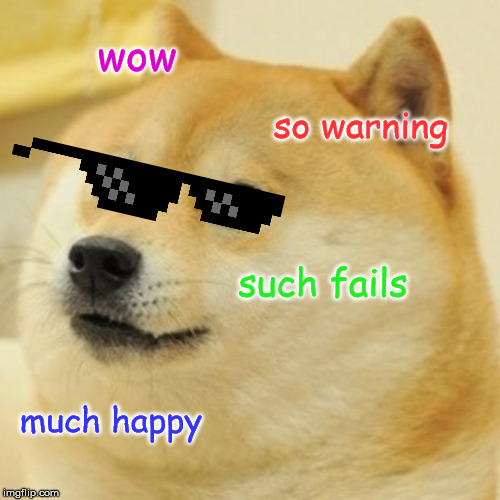 wow
so warning
such fails
much happy
imgflip.com